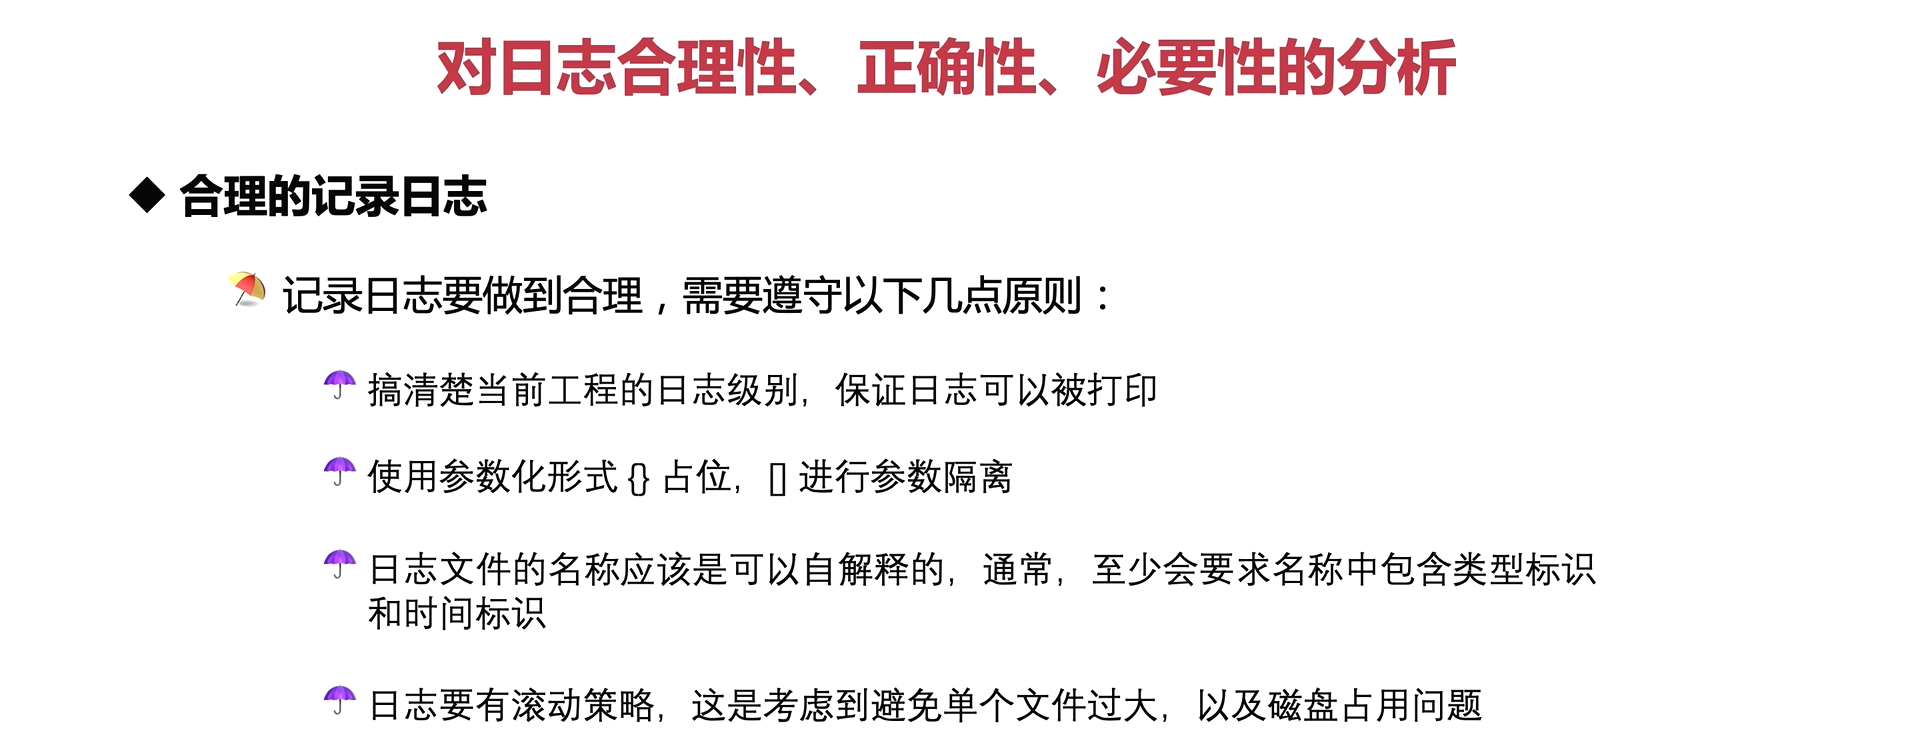 对日志合理性、正确性、必要性的分析
合理的记录日志
记录日志要做到合理，需要遵守以下几点原则：
搞清楚当前工程的日志级别，保证日志可以被打印
使用参数化形式 {} 占位，[] 进行参数隔离
日志文件的名称应该是可以自解释的，通常，至少会要求名称中包含类型标识
和时间标识
日志要有滚动策略，这是考虑到避免单个文件过大，以及磁盘占用问题